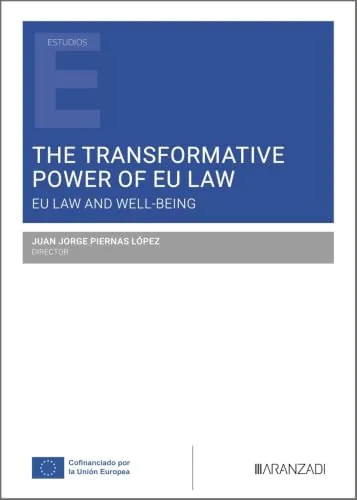 ESTUDIOS
E
THE TRANSFORMATIVE
POWER OF EU LAW
EU LAW AND WELL-BEING
JUAN JORGE PIERNAS LÓPEZ
DIRECTOR
Cofinanciado por
la Unión Europea
ARANZADI